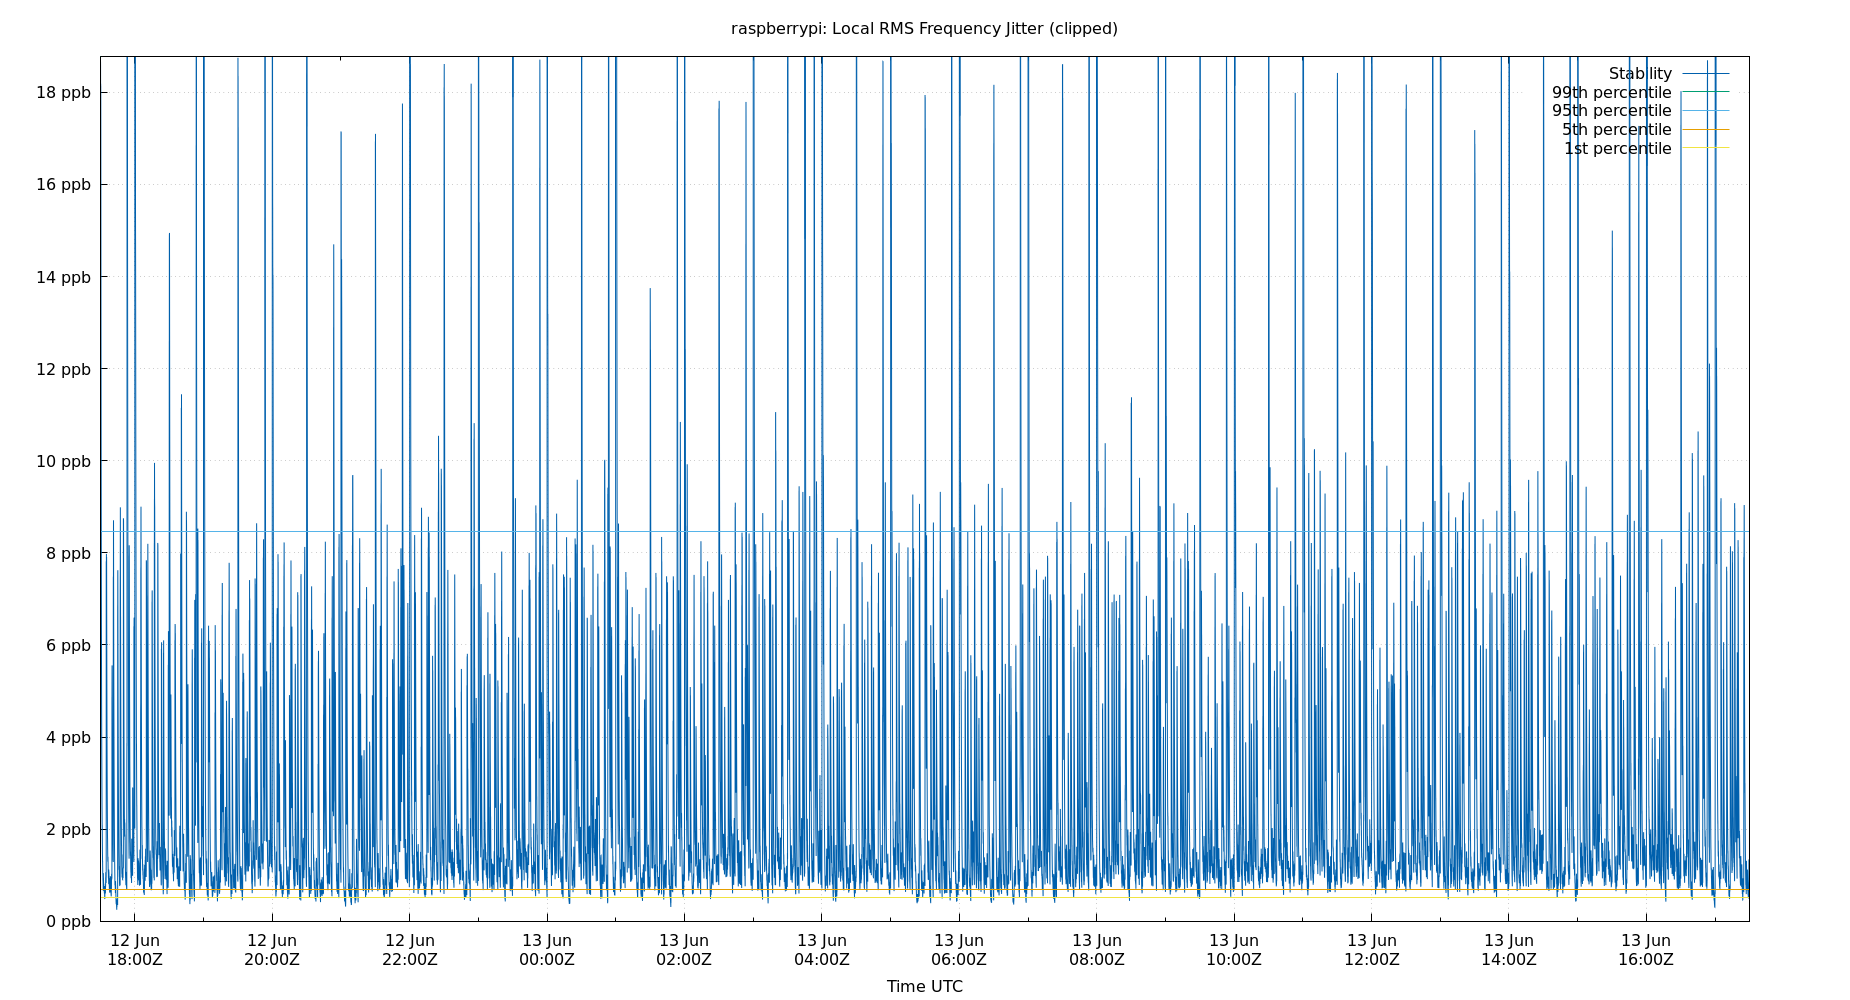 raspberrypi: Local RMS Frequency Jitter (clipped)
18 ppb
16 ppb
14 ppb
12 ppb
10 ppb
8 ppb
6 ppb
4 ppb
2 ppb
0 ppb
Stability
99th percentile
95th percentile
5th percentile
1st percentile
12 Jun 12 Jun 12 Jun 13 Jun 13 Jun 13 Jun 13 Jun 13 Jun 13 Jun 13 Jun 13 Jun 13 Jun
18:00Z 20:00Z 22:00Z 00:00Z 02:00Z 04:00Z 06:00Z 08:00Z 10:00Z 12:00Z 14:00Z 16:00Z
Time UTC